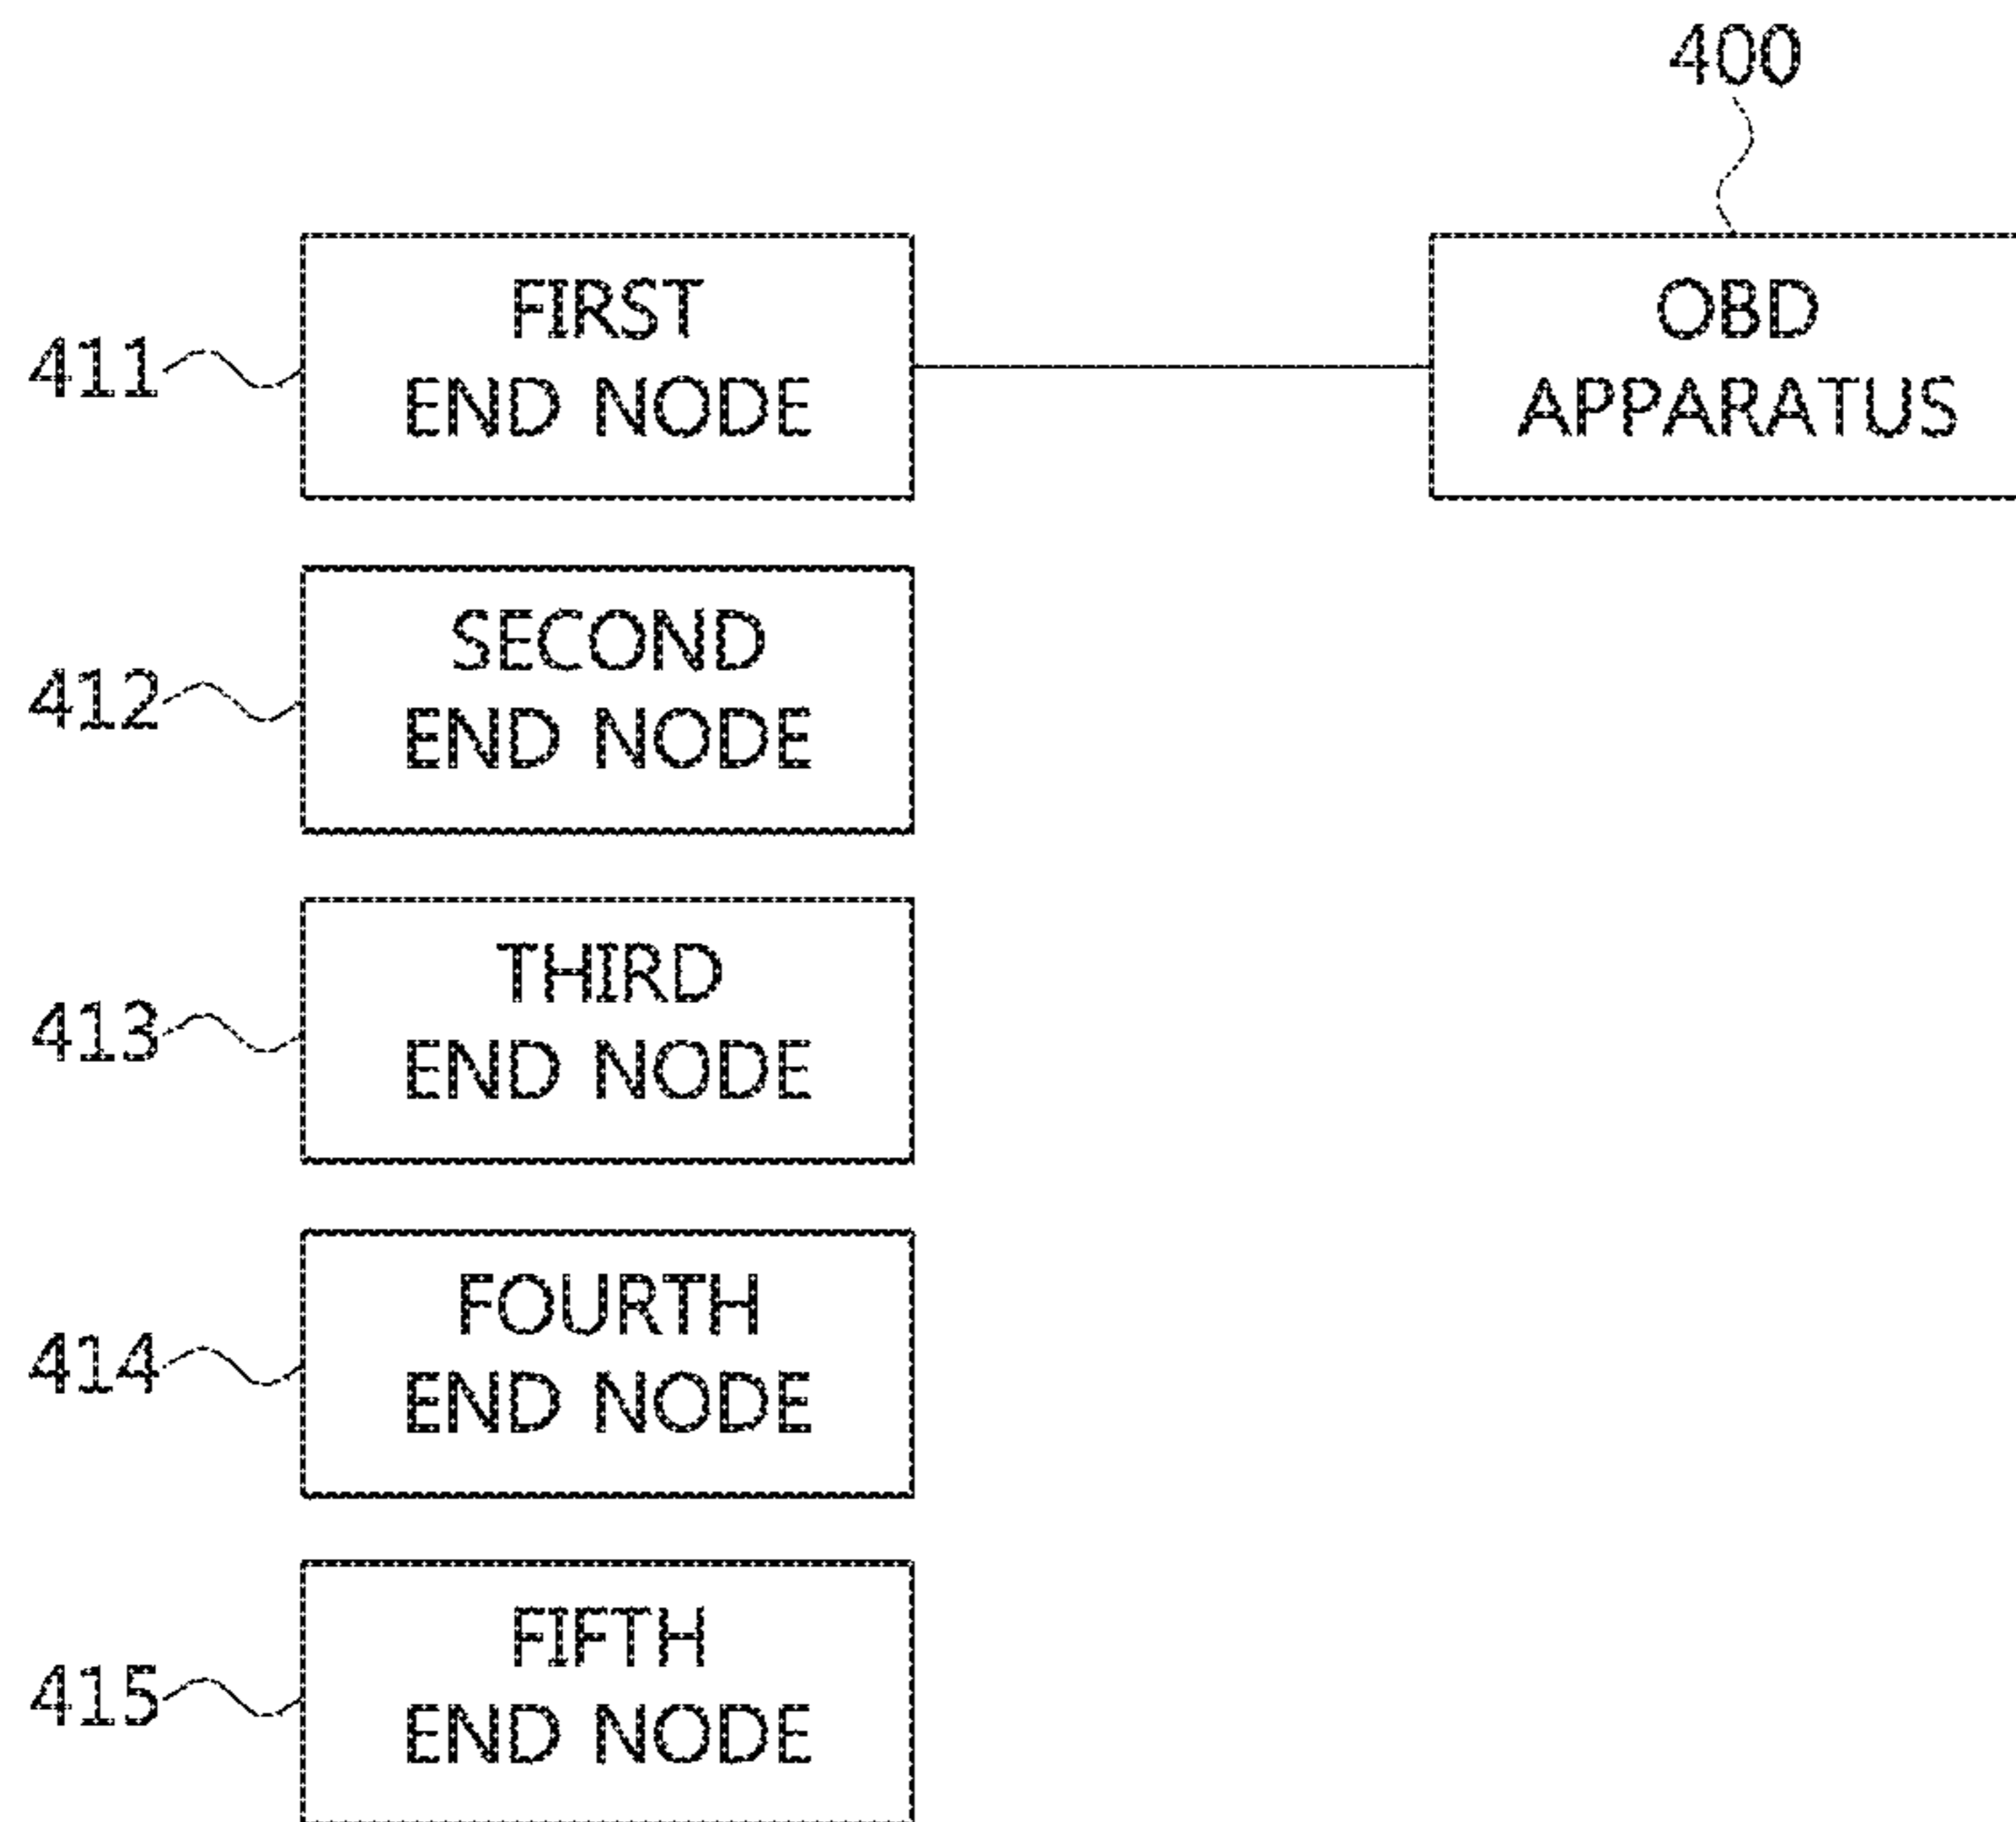 400
411
FIRST
END NODE
OBD
APPARATUS
412
SECOND
END NODE
413
THIRD
END NODE
414
FOURTH
END NODE
415
FIFTH
END NODE